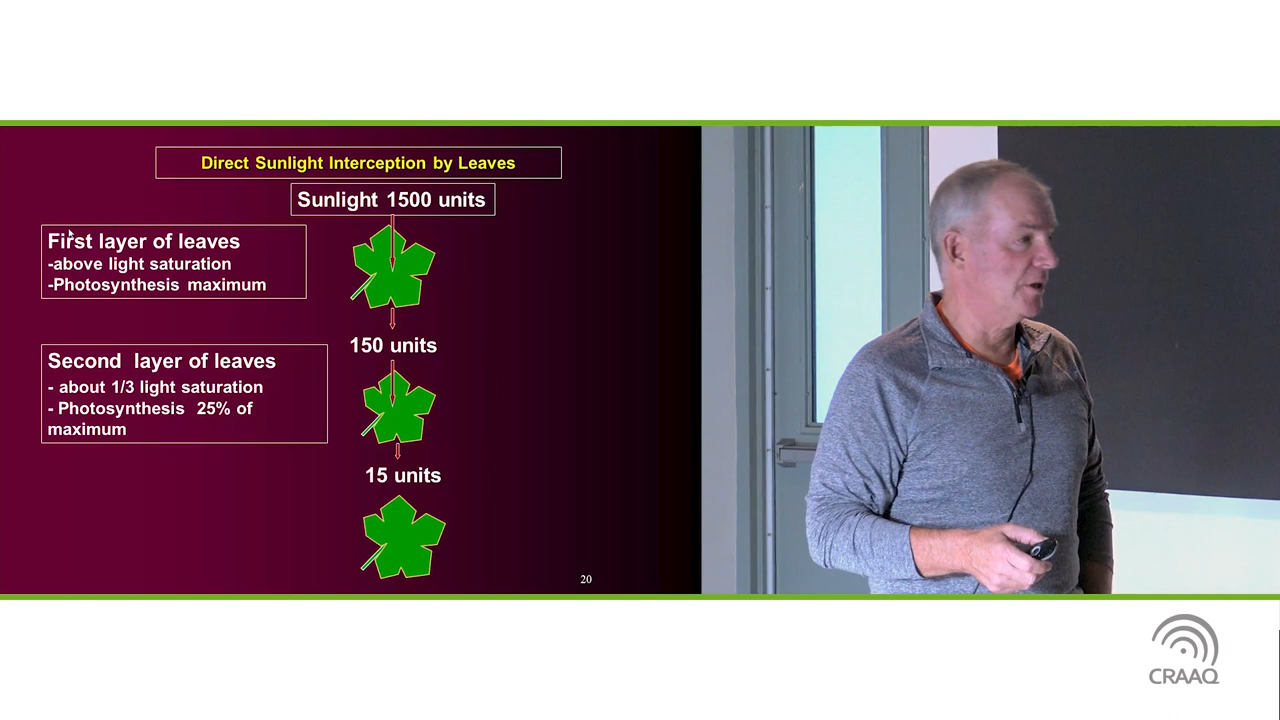 Direct Sunlight Interception by Leaves
Sunlight 1500 units
First layer of leaves
-above light saturation
-Photosynthesis maximum
150 units
Second layer of leaves
- about 1/3 light saturation
- Photosynthesis 25% of
maximum
15 units
20
CRAAQ